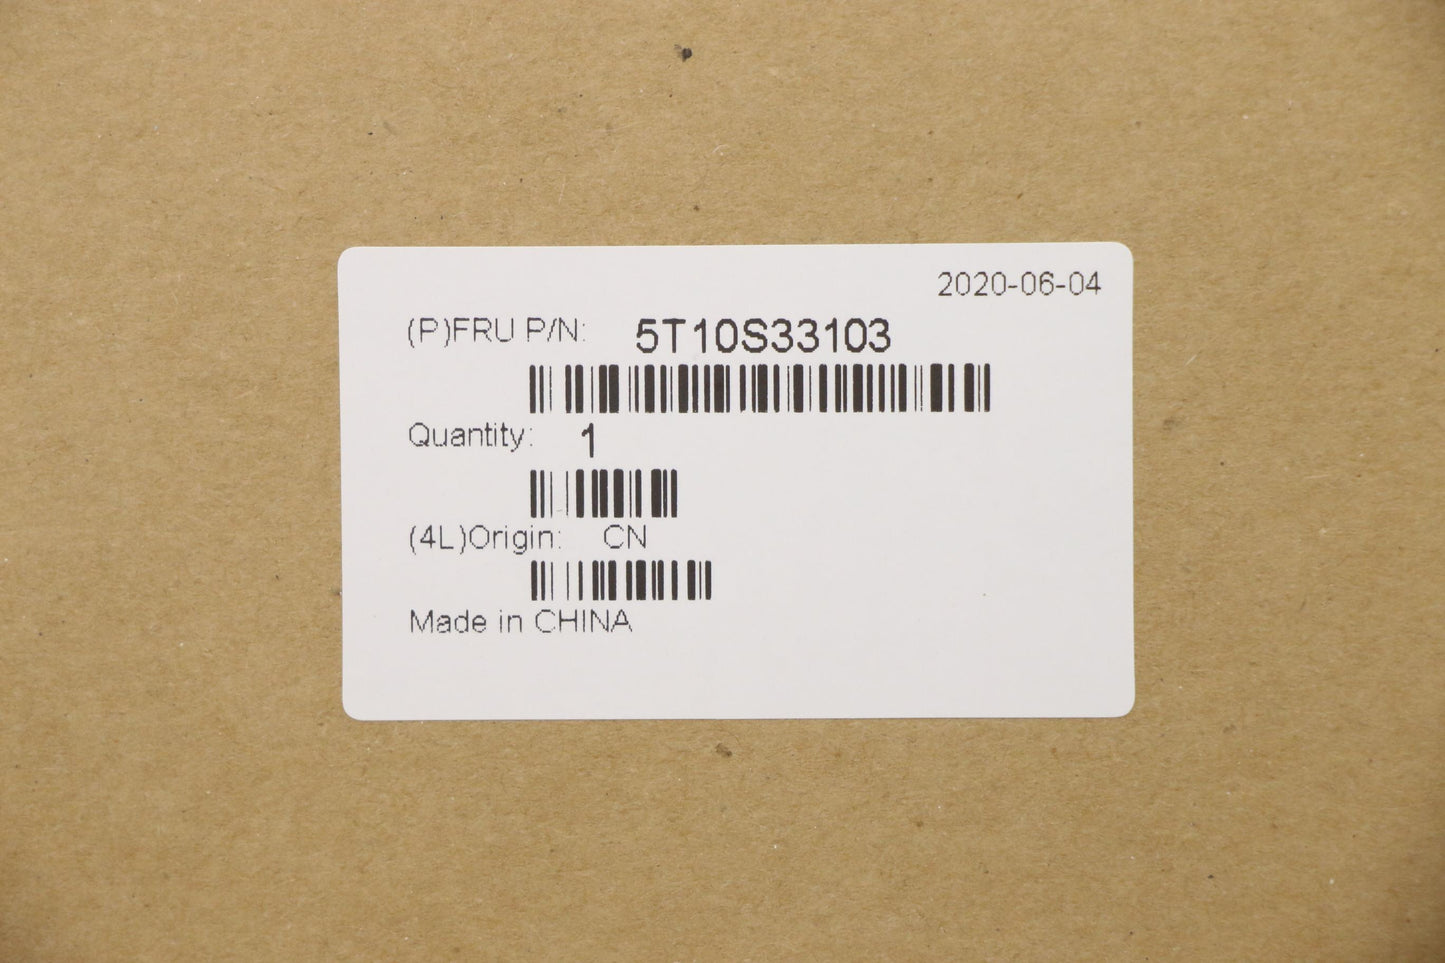 2020-06-04
(P)FRU P/N: 5T10S33103
Quantity: 1
(4L)Origin: CN
Made in CHINA